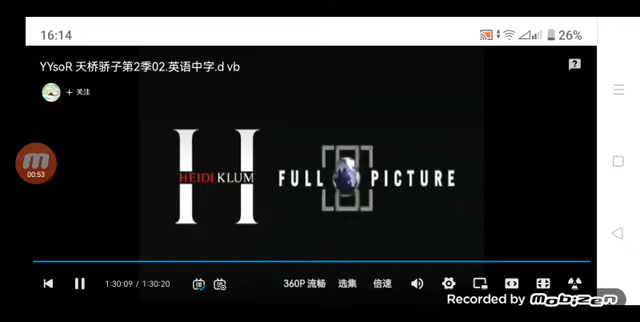 16:14
26%
YYsoR 天桥骄子第2季02.英语中字.d vb
+ 关注
00:53
HEIDI KLUM
FULL PICTURE
1:30:09 / 1:30:20
360P 流畅 选集 倍速
Recorded by Mobizen